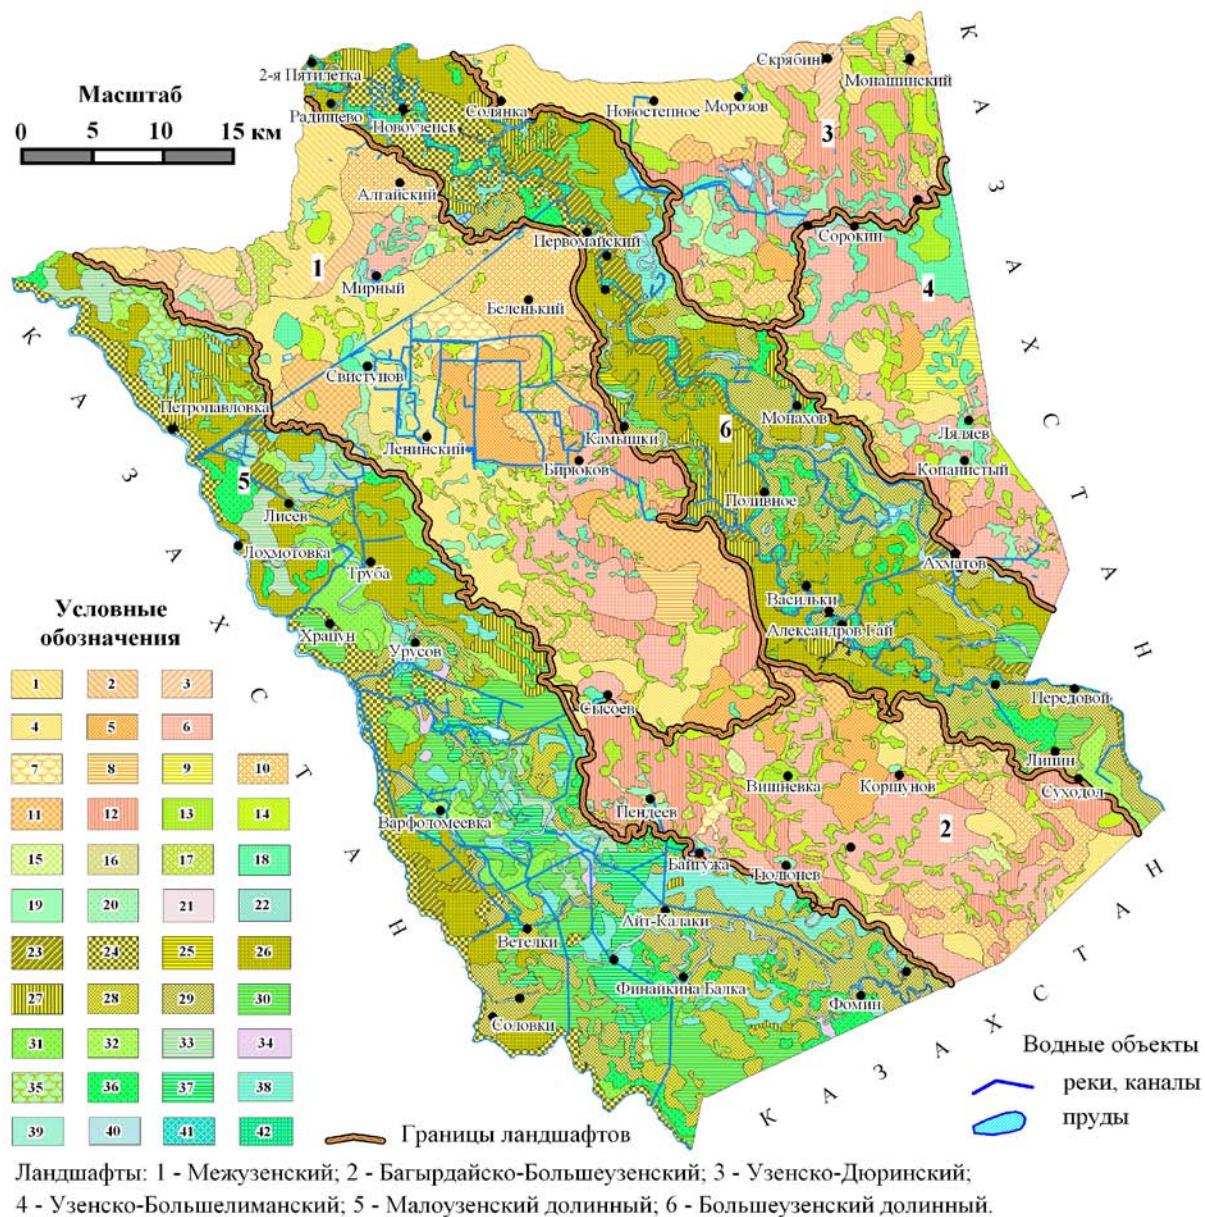 Масштаб
0 5 10 15 км
2-я Пятилетка
Радищево
Новоузенск
Солянка
Новостепное
Морозов
Скрябин
Монашинский
3
Алгайский
Первомайский
Сорокин
1
Мирный
Беленький
4
Свистунов
Петропавловка
Ленинский
Камышки
Бирюков
6
Монахов
Ляляев
Копанистый
5
Лисев
Поливное
Лохмотовка
Труба
Ахматов
Васильки
Александров Гай
Храпун
Урусов
Сысоев
Передовой
Липин
Суходол
Вишневка
Коршунов
2
Варфоломеевка
Пендеев
Байгужа
Тюлюнев
Айт-Калаки
Ветелки
Финайкина Балка
Фомин
Соловки
К А З А Х С Т А Н
К А З А Х С Т А Н
К А З А Х С Т А Н
Условные
обозначения
1 2 3
4 5 6
7 8 9 10
11 12 13 14
15 16 17 18
19 20 21 22
23 24 25 26
27 28 29 30
31 32 33 34
35 36 37 38
39 40 41 42
Границы ландшафтов
Водные объекты
реки, каналы
пруды
Ландшафты: 1 - Межузенский; 2 - Багырдайско-Большеузенский; 3 - Узенско-Дюринский;
4 - Узенско-Большелиманский; 5 - Малоузенский долинный; 6 - Большеузенский долинный.